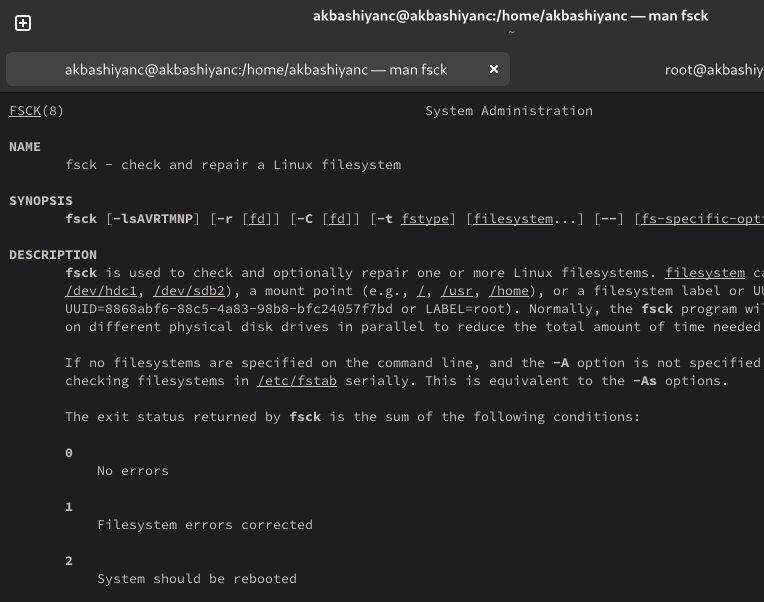 akbashiyanc@akbashiyanc:/home/akbashiyanc — man fsck
~
akbashiyanc@akbashiyanc:/home/akbashiyanc — man fsck × root@akbashiy
FSCK(8) System Administration
NAME
fsck - check and repair a Linux filesystem
SYNOPSIS
fsck [-lsAVRTMNP] [-r [fd]] [-C [fd]] [-t fstype] [filesystem...] [--] [fs-specific-opti
DESCRIPTION
fsck is used to check and optionally repair one or more Linux filesystems. filesystem ca
/dev/hdc1, /dev/sdb2), a mount point (e.g., /, /usr, /home), or a filesystem label or UU
UUID=8868abf6-88c5-4a83-98b8-bfc24057f7bd or LABEL=root). Normally, the fsck program wil
on different physical disk drives in parallel to reduce the total amount of time needed
If no filesystems are specified on the command line, and the -A option is not specified
checking filesystems in /etc/fstab serially. This is equivalent to the -As options.
The exit status returned by fsck is the sum of the following conditions:
0
No errors
1
Filesystem errors corrected
2
System should be rebooted